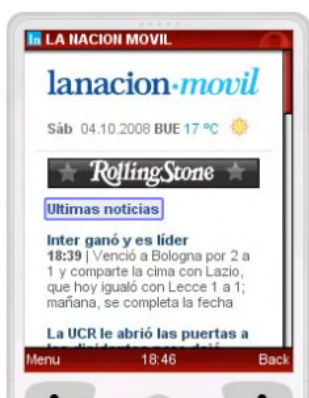 ln LA NACION MOVIL
lanacion·movil
Sáb 04.10.2008 BUE 17 ºC
RollingStone
Ultimas noticias
Inter ganó y es líder
18:39 | Venció a Bologna por 2 a
1 y comparte la cima con Lazio,
que hoy igualó con Lecce 1 a 1;
mañana, se completa la fecha
La UCR le abrió las puertas a
Menu 18:46 Back